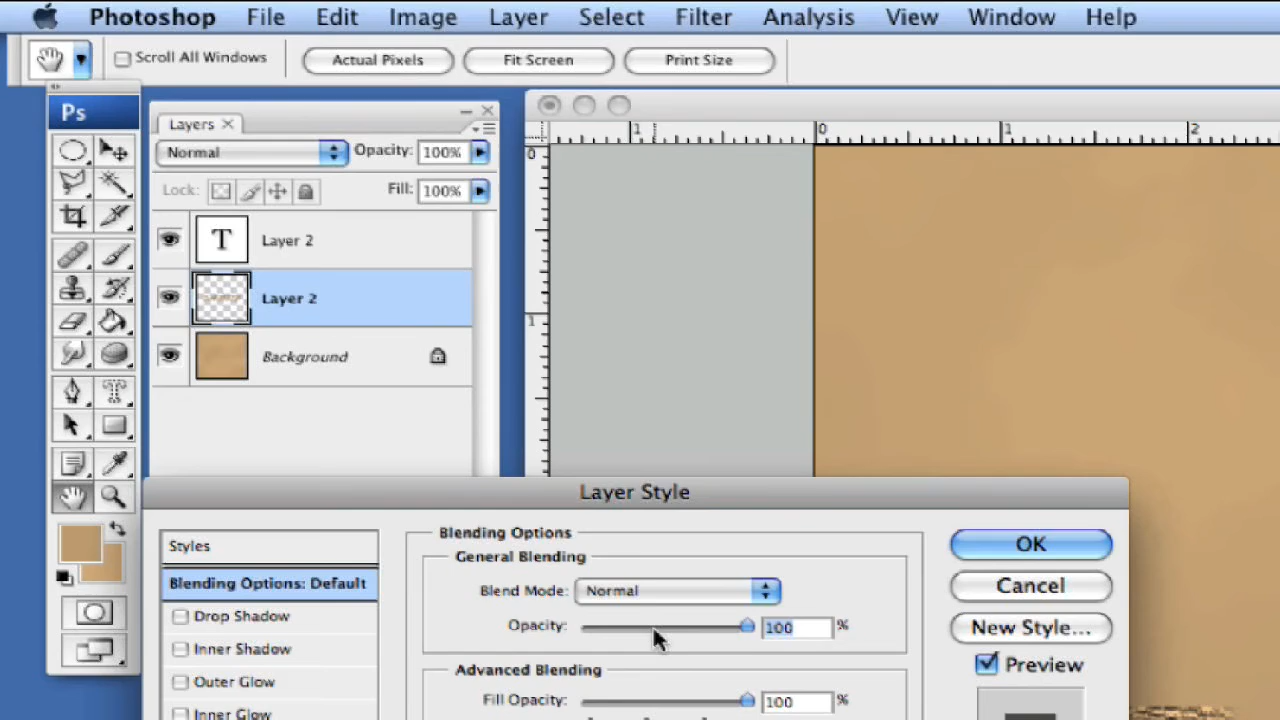 Photoshop File Edit Image Layer Select Filter Analysis View Window Help
Scroll All Windows Actual Pixels Fit Screen Print Size
Ps
Layers
Normal Opacity: 100%
Lock: Fill: 100%
T Layer 2
Layer 2
Background
1 0 1 2
0
1
T
Layer Style
Styles
Blending Options: Default
Drop Shadow
Inner Shadow
Outer Glow
Inner Glow
Blending Options
General Blending
Blend Mode: Normal
Opacity: 100 %
Advanced Blending
Fill Opacity: 100 %
OK
Cancel
New Style...
Preview